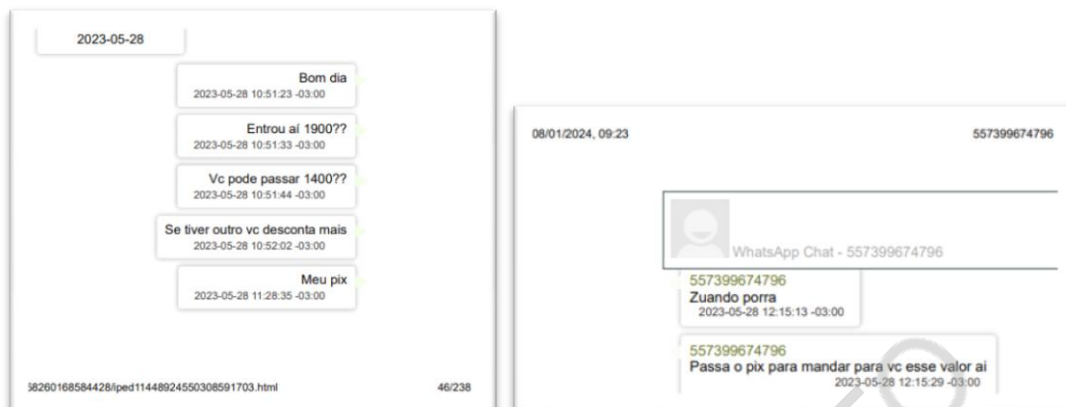 2023-05-28
Bom dia
2023-05-28 10:51:23 -03:00
Entrou aí 1900??
2023-05-28 10:51:33 -03:00
Vc pode passar 1400??
2023-05-28 10:51:44 -03:00
Se tiver outro vc desconta mais
2023-05-28 10:52:02 -03:00
Meu pix
2023-05-28 11:28:35 -03:00
58260168584428/iped11448924550308591703.html 46/238
08/01/2024, 09:23 557399674796
WhatsApp Chat - 557399674796
557399674796
Zuando porra
2023-05-28 12:15:13 -03:00
557399674796
Passa o pix para mandar para vc esse valor ai
2023-05-28 12:15:29 -03:00